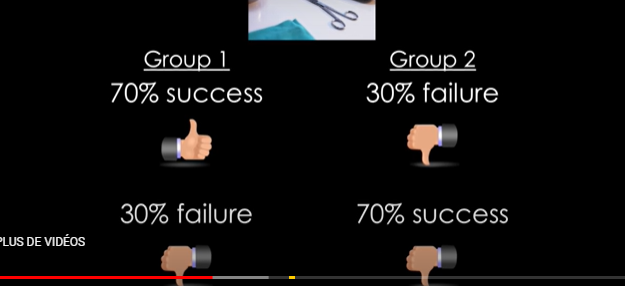 Group 1 Group 2
70% success 30% failure
30% failure 70% success
PLUS DE VIDÉOS